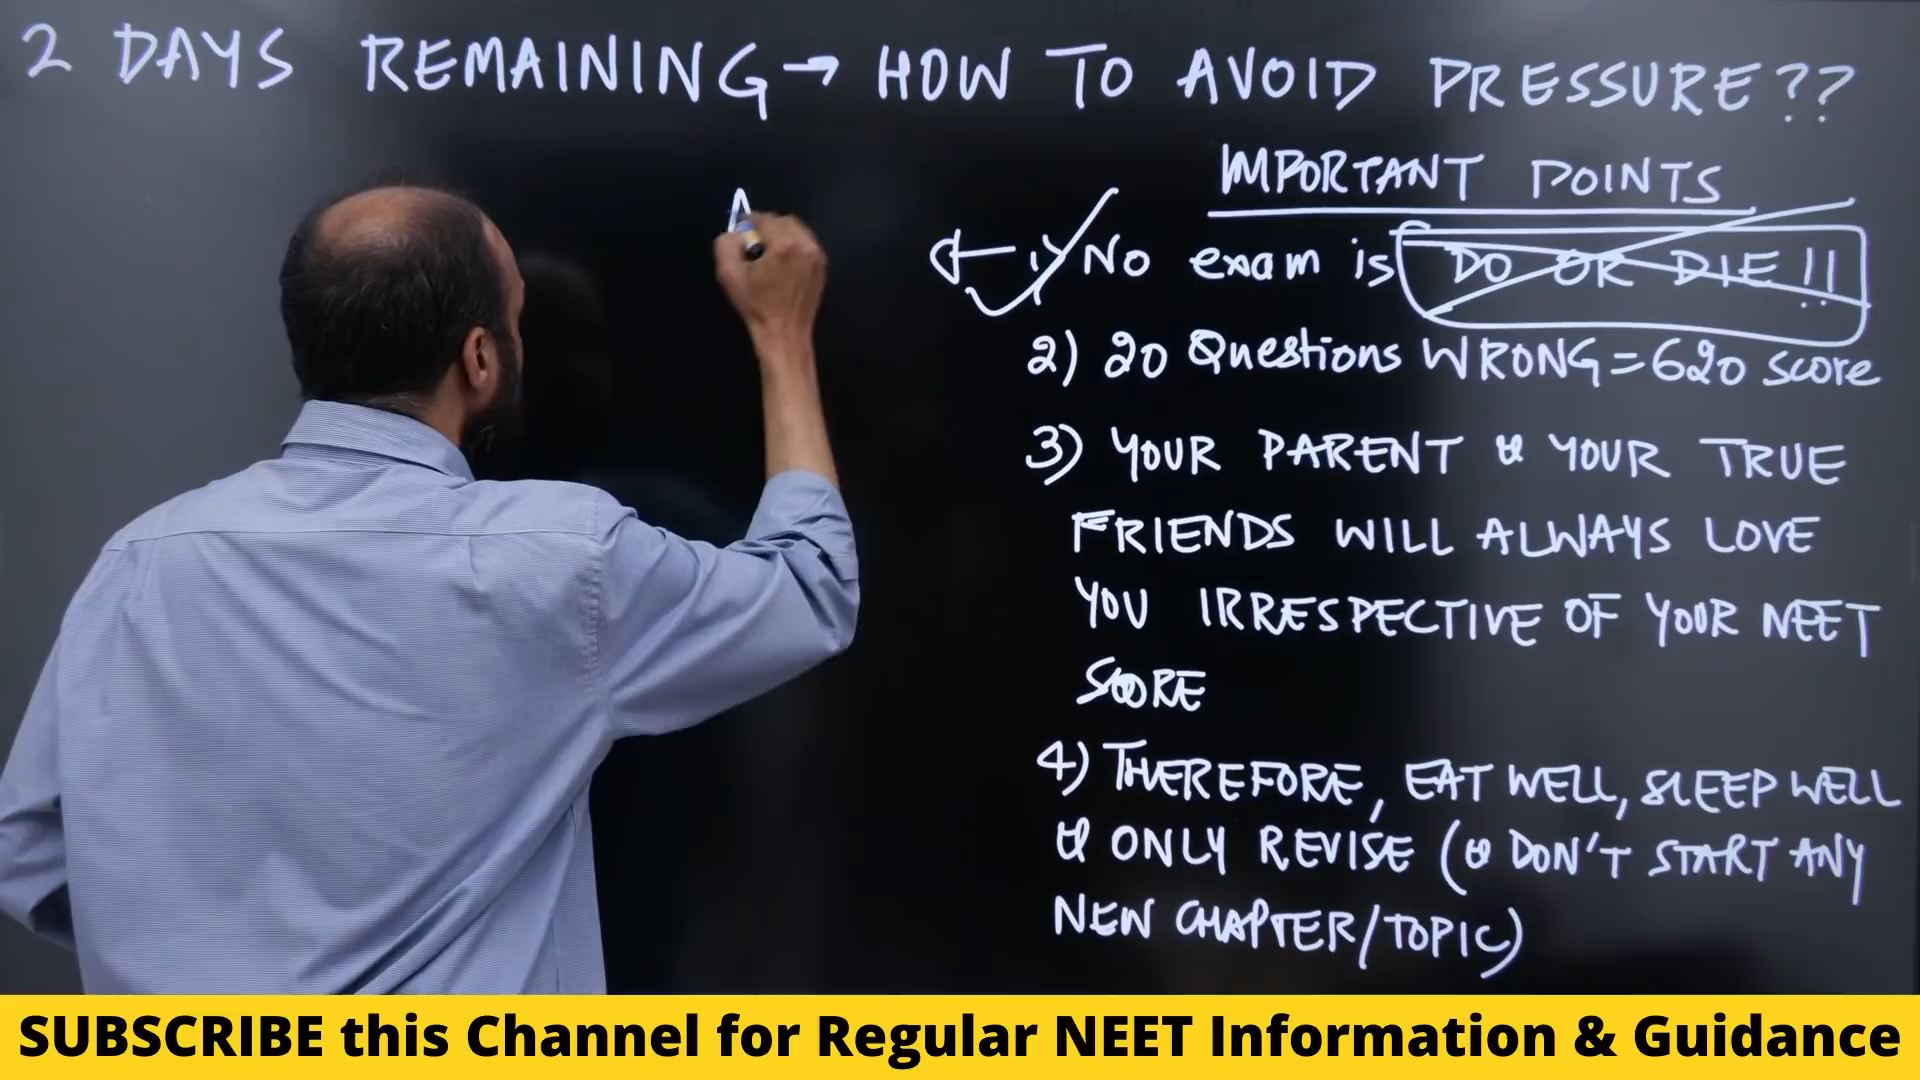 2 DAYS REMAINING → HOW TO AVOID PRESSURE??
IMPORTANT POINTS
1) No exam is DO OR DIE!!
2) 20 Questions WRONG = 620 score
3) YOUR PARENT & YOUR TRUE
FRIENDS WILL ALWAYS LOVE
YOU IRRESPECTIVE OF YOUR NEET
SCORE
4) THEREFORE, EAT WELL, SLEEP WELL
& ONLY REVISE (& DON'T START ANY
NEW CHAPTER/TOPIC)
SUBSCRIBE this Channel for Regular NEET Information & Guidance